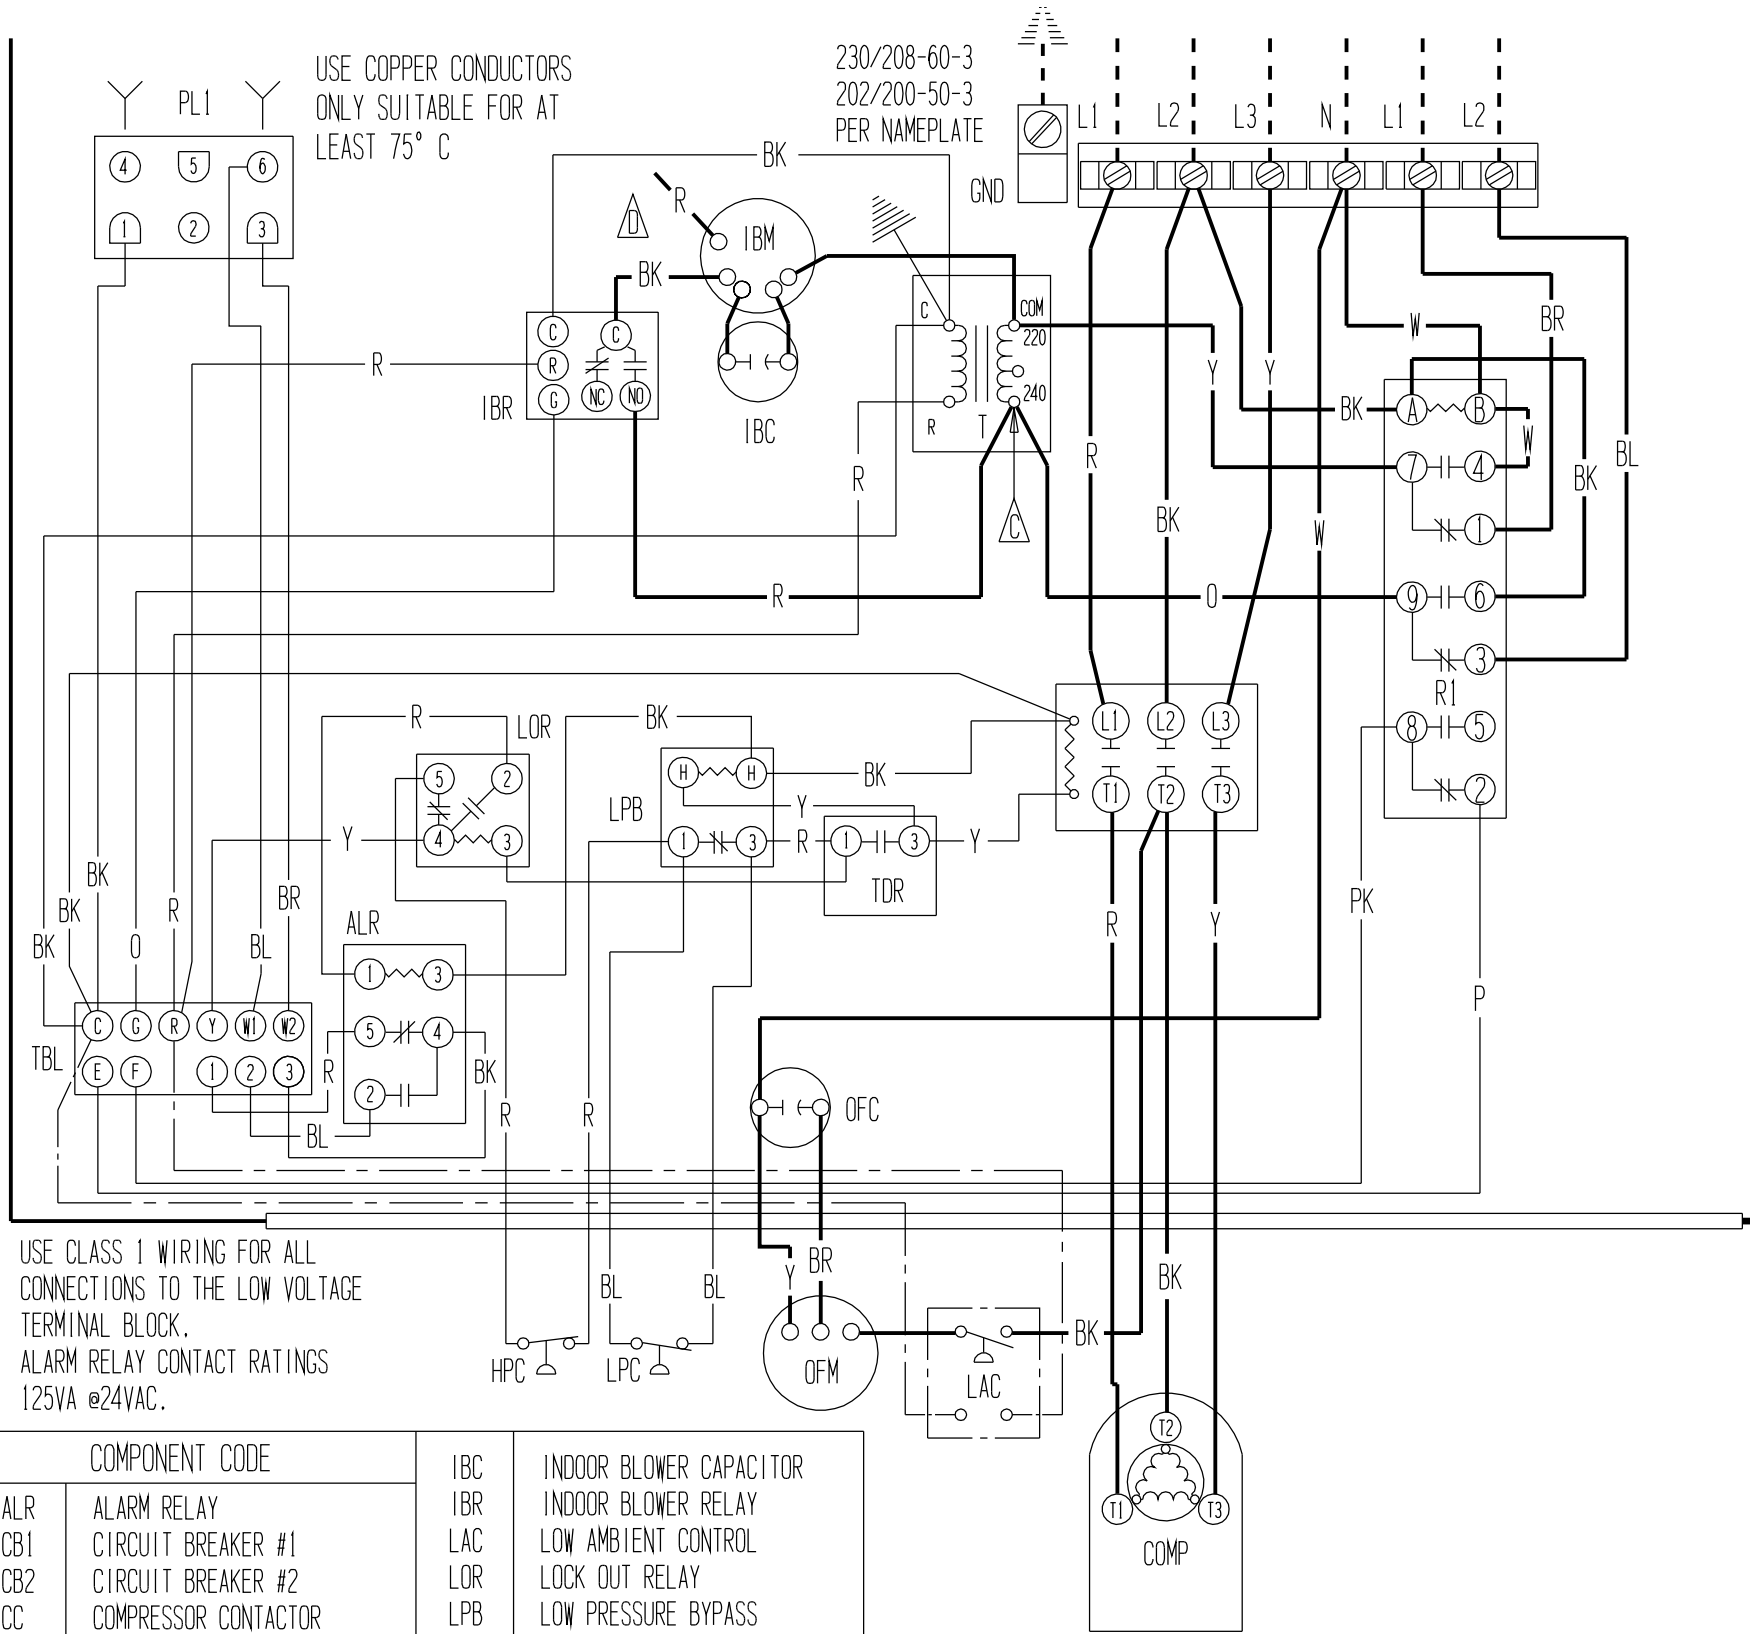 USE COPPER CONDUCTORS
ONLY SUITABLE FOR AT
LEAST 75° C
230/208-60-3
202/200-50-3
PER NAMEPLATE
GND
L1 L2 L3 N L1 L2
PL1
4 5 6
1 2 3
BK
R
D
IBM
BK
IBC
IBR
C C
R
G NC NO
R
C COM
220
240
R T
C
R
R
Y Y
R
BK
W
O
W
BR
BK
A B
W
7 4
BK
BL
1
9 6
3
R1
8 5
2
L1 L2 L3
T1 T2 T3
R
LOR
5 2
4 3
Y
BK
LPB
H H
1 3
BK
Y
R
1 3
TDR
Y
BK
BK
BK
O
R
BL
BR
ALR
1 3
5 4
2
TBL
C G R Y W1 W2
E F 1 2 3
R
BK
BL
R
R
R
Y
PK
P
OFC
Y
BR
BL
BL
BK
BK
HPC
LPC
OFM
LAC
T2
T1 T3
COMP
USE CLASS 1 WIRING FOR ALL
CONNECTIONS TO THE LOW VOLTAGE
TERMINAL BLOCK.
ALARM RELAY CONTACT RATINGS
125VA @24VAC.
COMPONENT CODE
ALR ALARM RELAY
CB1 CIRCUIT BREAKER #1
CB2 CIRCUIT BREAKER #2
CC COMPRESSOR CONTACTOR
IBC INDOOR BLOWER CAPACITOR
IBR INDOOR BLOWER RELAY
LAC LOW AMBIENT CONTROL
LOR LOCK OUT RELAY
LPB LOW PRESSURE BYPASS